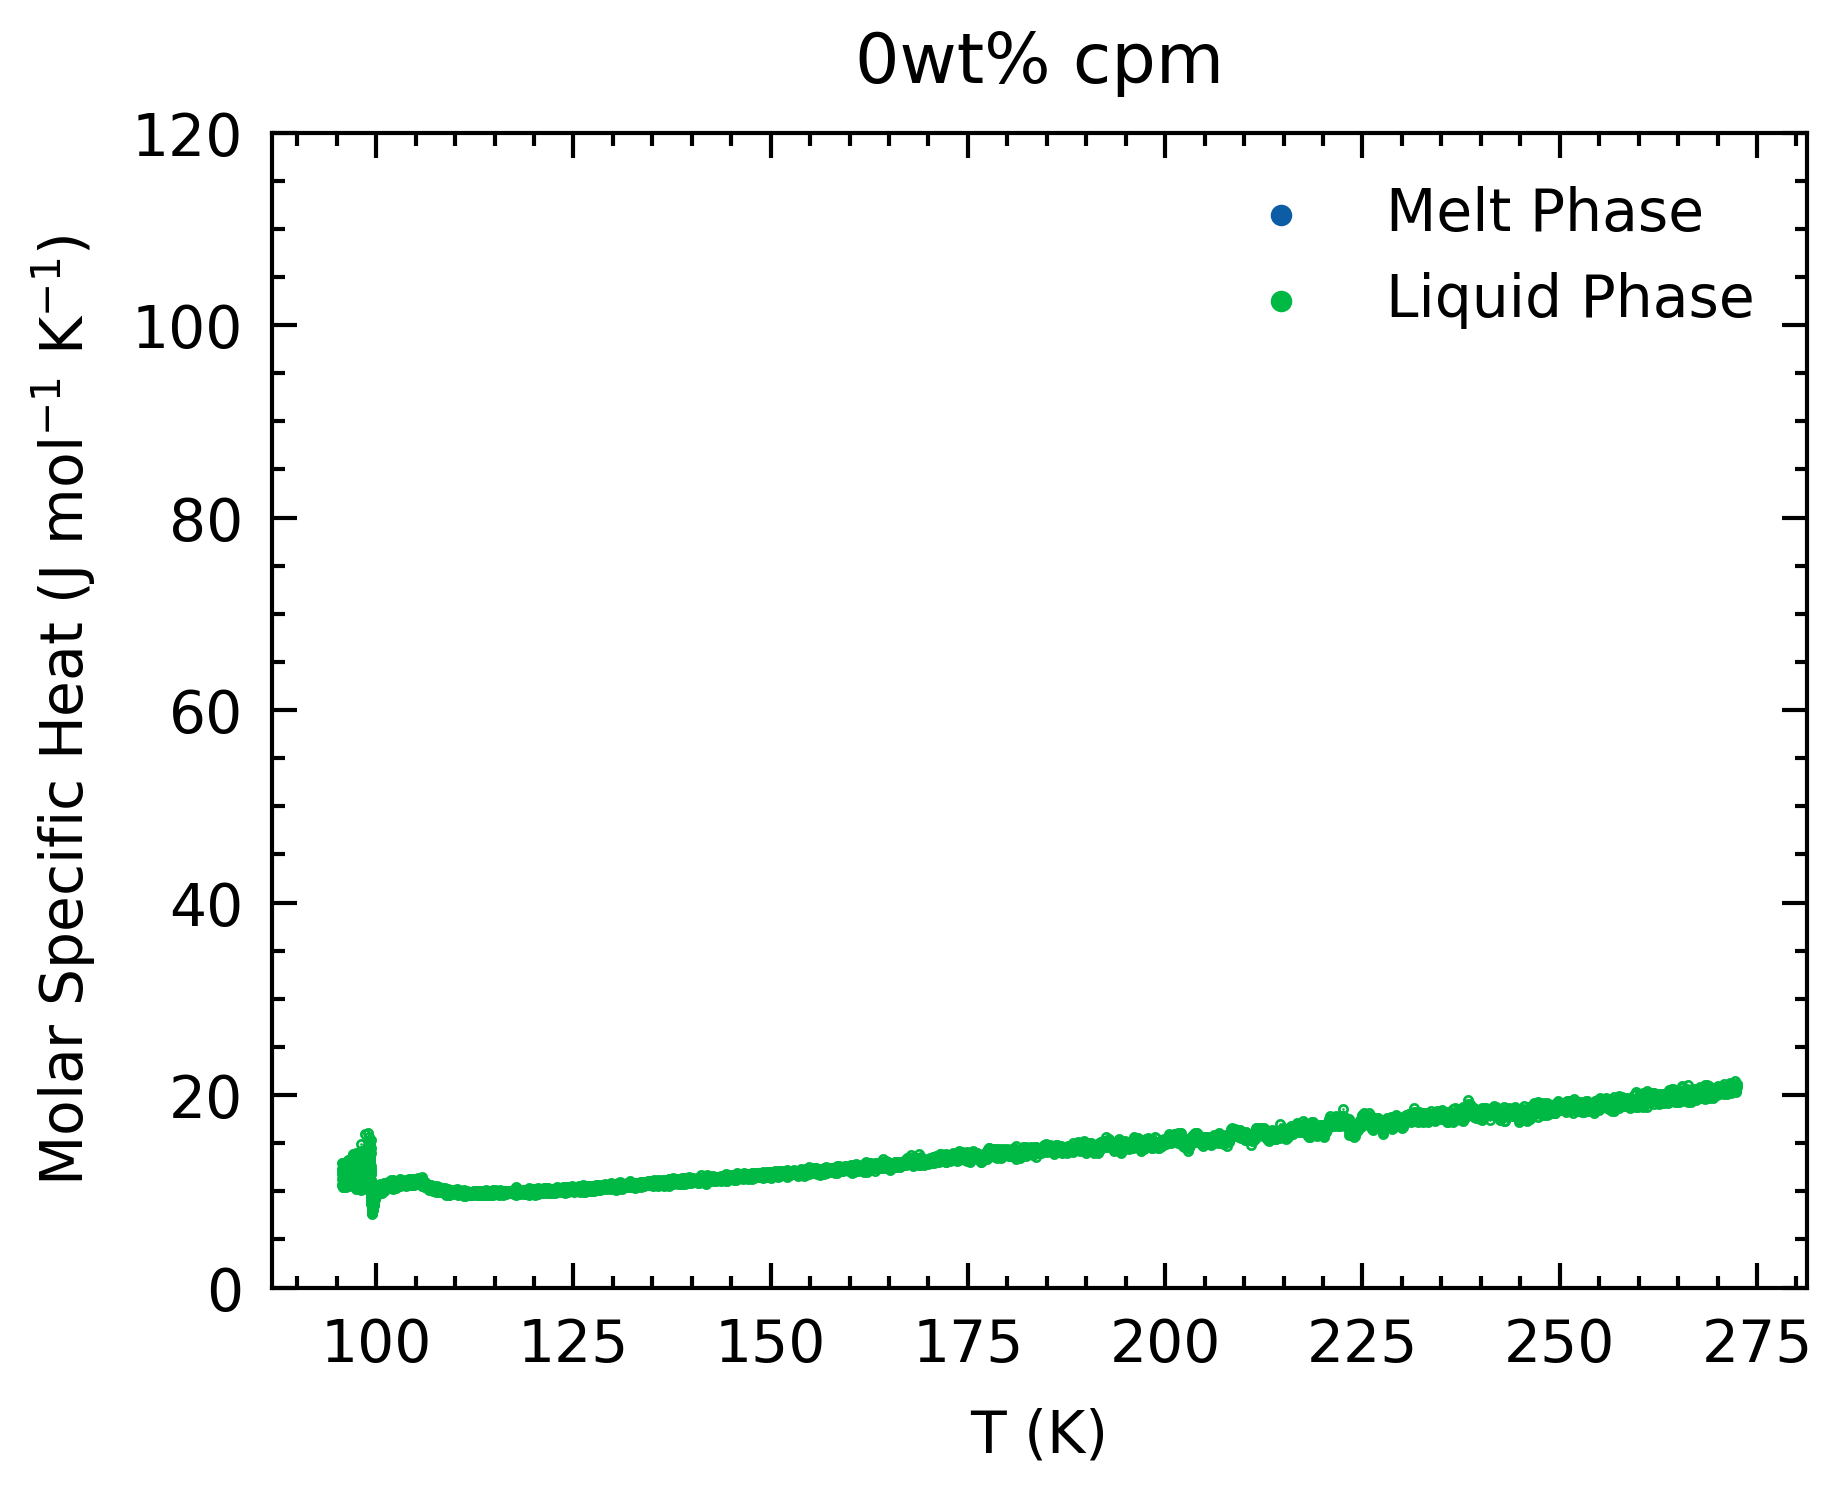 0wt% cpm
Molar Specific Heat (J mol⁻¹ K⁻¹)
120
100
80
60
40
20
0
Melt Phase
Liquid Phase
100 125 150 175 200 225 250 275
T (K)